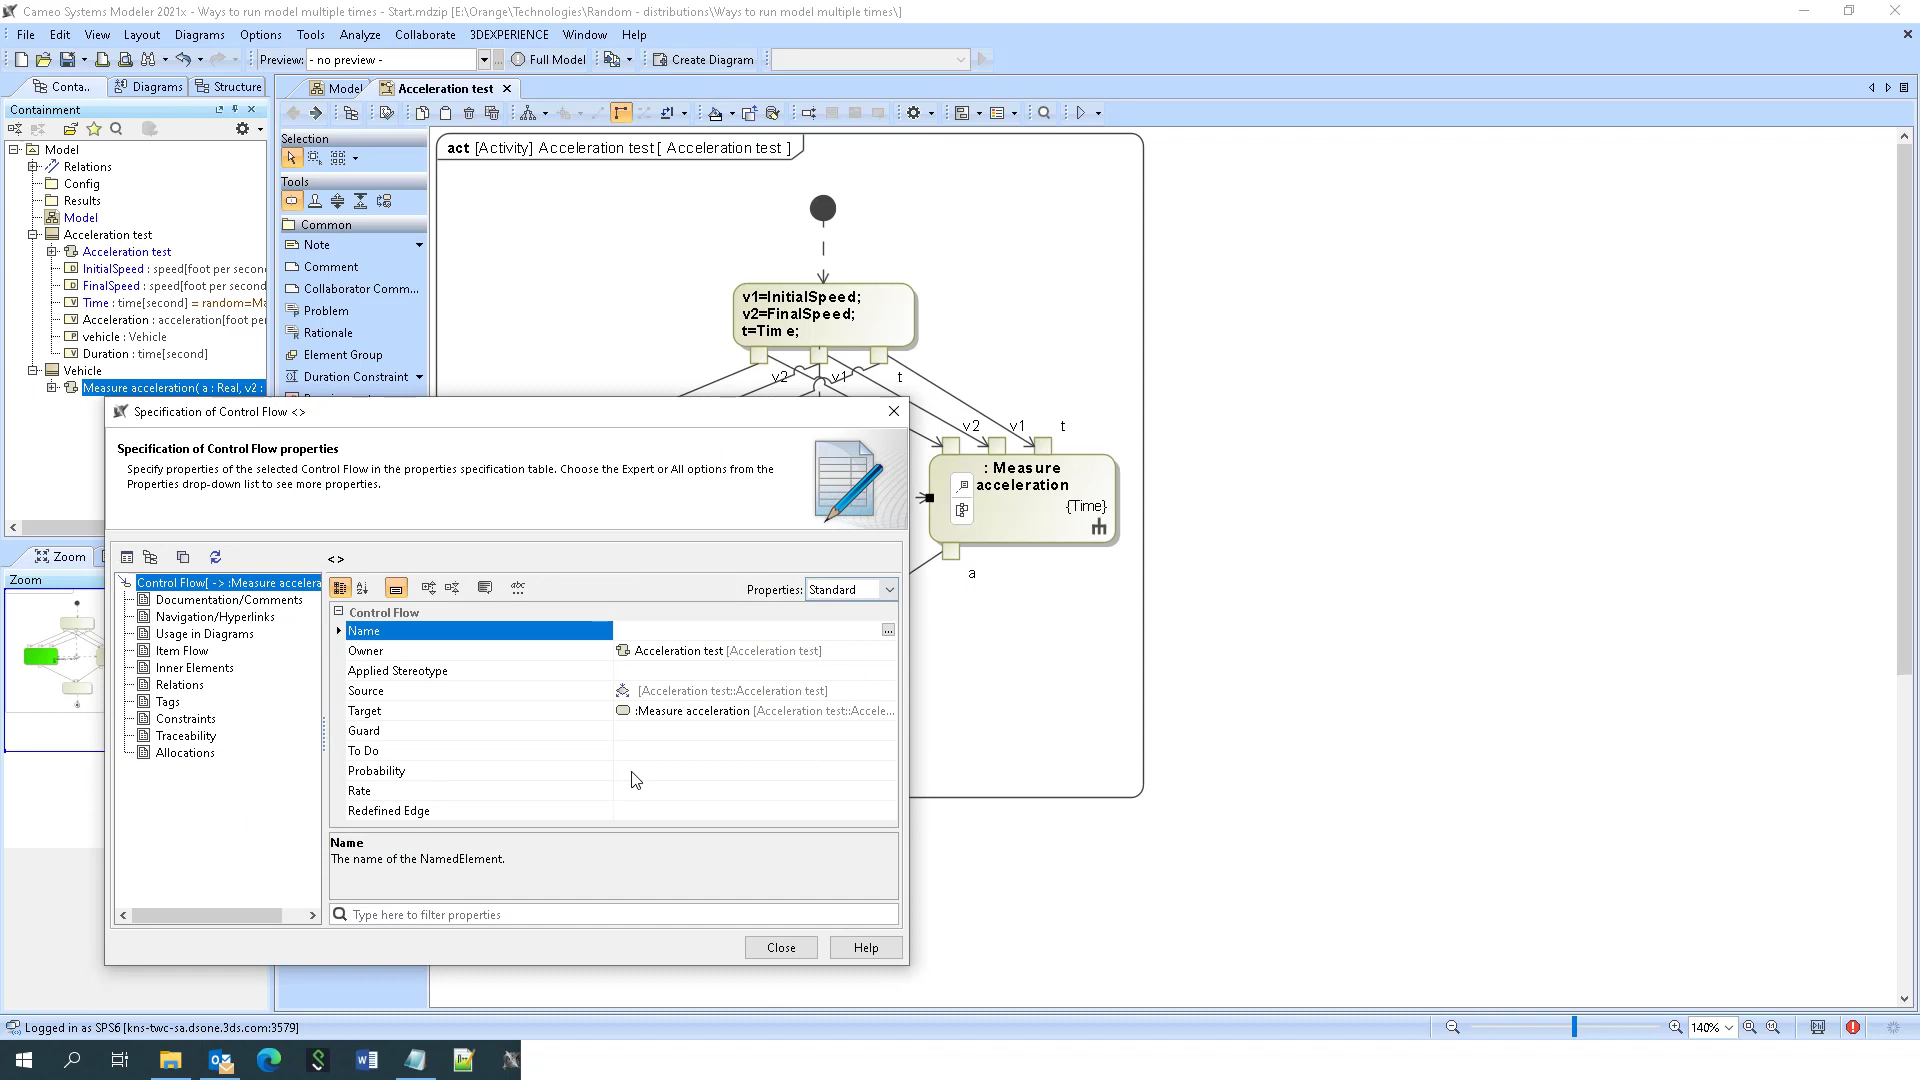 Cameo Systems Modeler 2021x - Ways to run model multiple times - Start.mdzip [E:\Orange\Technologies\Random - distributions\Ways to run model multiple times\]
File Edit View Layout Diagrams Options Tools Analyze Collaborate 3DEXPERIENCE Window Help
Preview: - no preview - ... Full Model Create Diagram
Conta.. Diagrams Structure Model Acceleration test
Containment
Model
Relations
Config
Results
Model
Acceleration test
Acceleration test
InitialSpeed : speed[foot per secon
FinalSpeed : speed[foot per second
Time : time[second] = random=Ma
Acceleration : acceleration[foot per
vehicle : Vehicle
Duration : time[second]
Vehicle
Measure acceleration( a : Real, v2 :
Selection
Tools
Common
Note
Comment
Collaborator Comm...
Problem
Rationale
Element Group
Duration Constraint
act [Activity] Acceleration test [ Acceleration test ]
v1=InitialSpeed;
v2=FinalSpeed;
t=Tim e;
v2 v1 t
v2 v1 t
: Measure
acceleration
{Time}
a
Zoom
Zoom
Specification of Control Flow <>
Specification of Control Flow properties
Specify properties of the selected Control Flow in the properties specification table. Choose the Expert or All options from the
Properties drop-down list to see more properties.
<>
Control Flow[ -> :Measure accelera
Documentation/Comments
Navigation/Hyperlinks
Usage in Diagrams
Item Flow
Inner Elements
Relations
Tags
Constraints
Traceability
Allocations
Properties: Standard
Control Flow
Name ...
Owner Acceleration test [Acceleration test]
Applied Stereotype
Source [Acceleration test::Acceleration test]
Target :Measure acceleration [Acceleration test::Accele...
Guard
To Do
Probability
Rate
Redefined Edge
Name
The name of the NamedElement.
Type here to filter properties
Close Help
Logged in as SPS6 [kns-twc-sa.dsone.3ds.com:3579]
140%